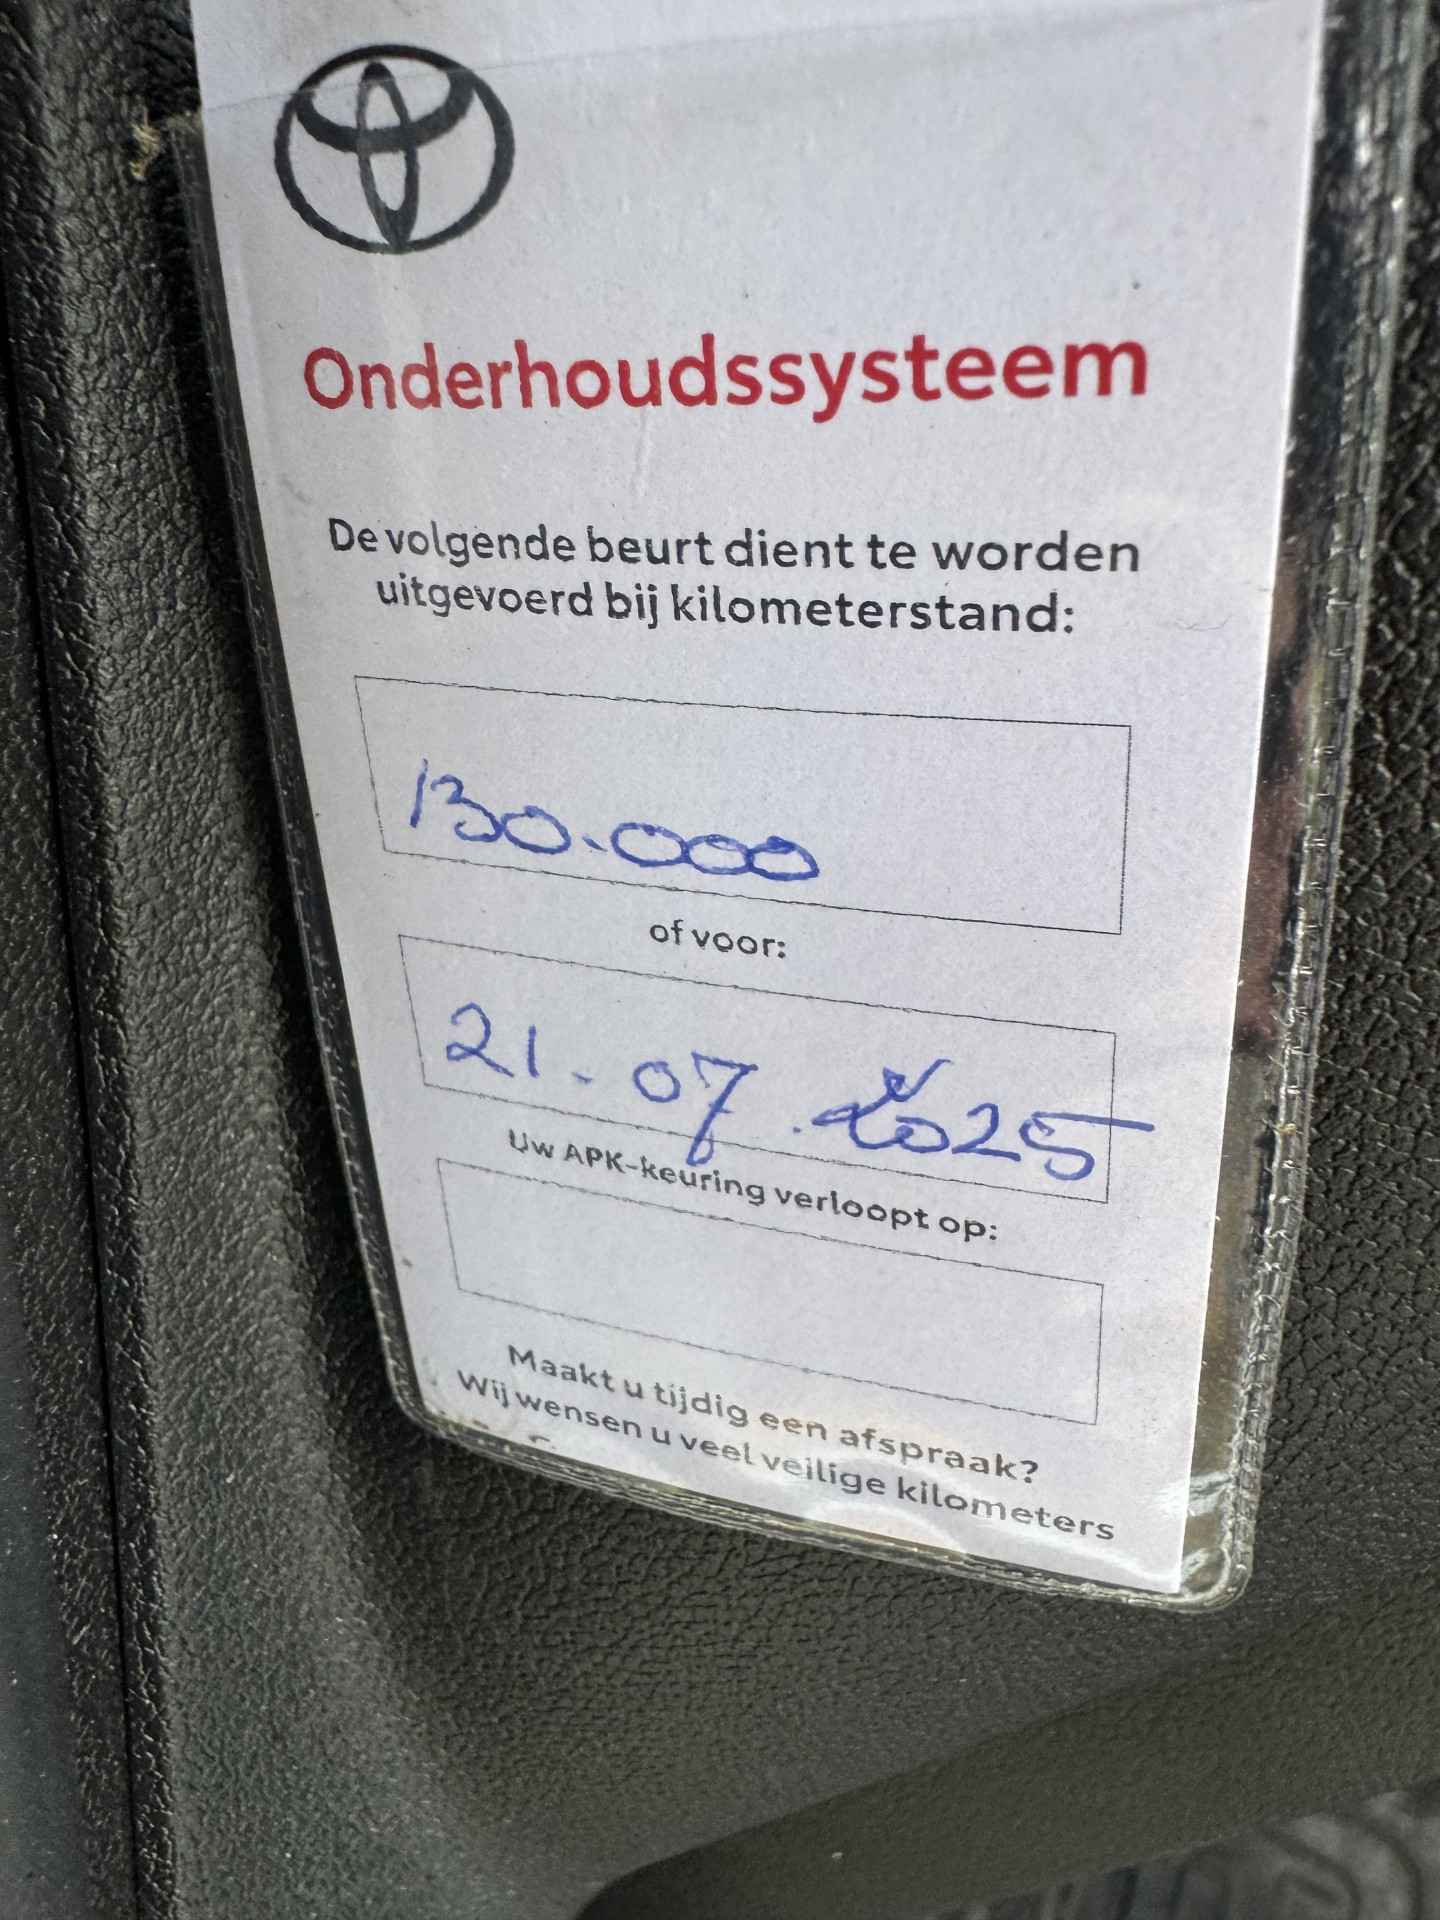 Onderhoudssysteem
De volgende beurt dient te worden
uitgevoerd bij kilometerstand:
130.000
of voor:
21.07.2025
Uw APK-keuring verloopt op:
Maakt u tijdig een afspraak?
Wij wensen u veel veilige kilometers